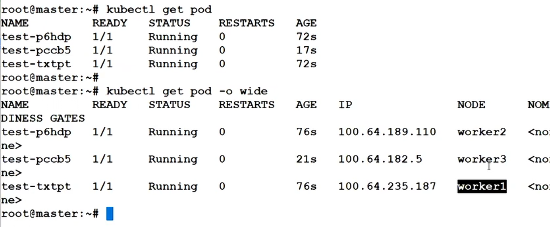 root@master:~# kubectl get pod
NAME READY STATUS RESTARTS AGE
test-p6hdp 1/1 Running 0 72s
test-pccb5 1/1 Running 0 17s
test-txtpt 1/1 Running 0 72s
root@master:~#
root@master:~# kubectl get pod -o wide
NAME READY STATUS RESTARTS AGE IP NODE NOM
DINESS GATES
test-p6hdp 1/1 Running 0 76s 100.64.189.110 worker2 <no
ne>
test-pccb5 1/1 Running 0 21s 100.64.182.5 worker3 <no
ne>
test-txtpt 1/1 Running 0 76s 100.64.235.187 worker1 <no
ne>
root@master:~#